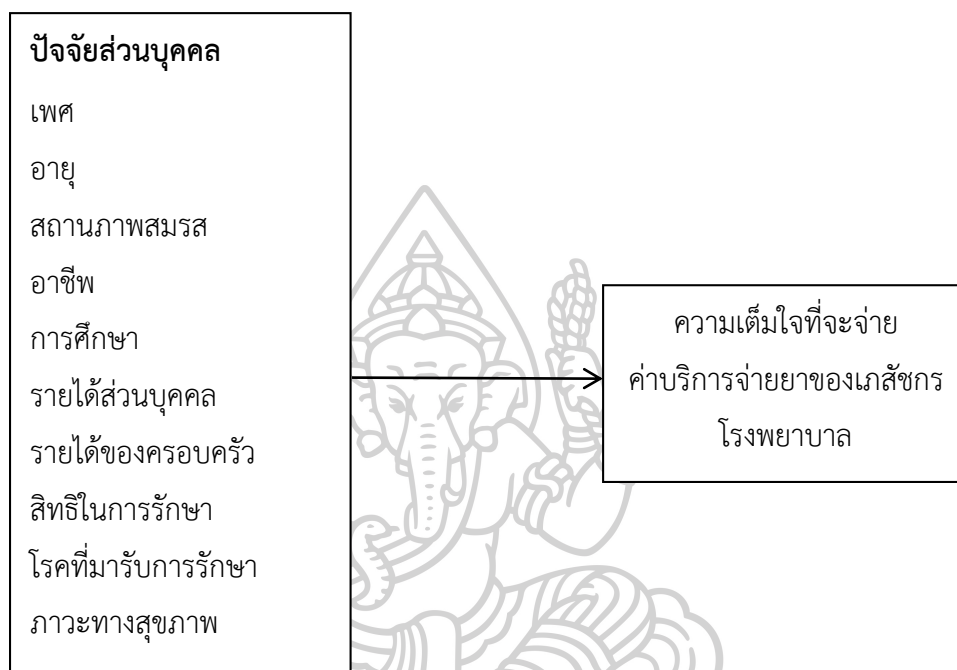 ปัจจัยส่วนบุคคล
เพศ
อายุ
สถานภาพสมรส
อาชีพ
การศึกษา
รายได้ส่วนบุคคล
รายได้ของครอบครัว
สิทธิในการรักษา
โรคที่มารับการรักษา
ภาวะทางสุขภาพ
ความเต็มใจที่จะจ่าย
ค่าบริการจ่ายยาของเภสัชกร
โรงพยาบาล